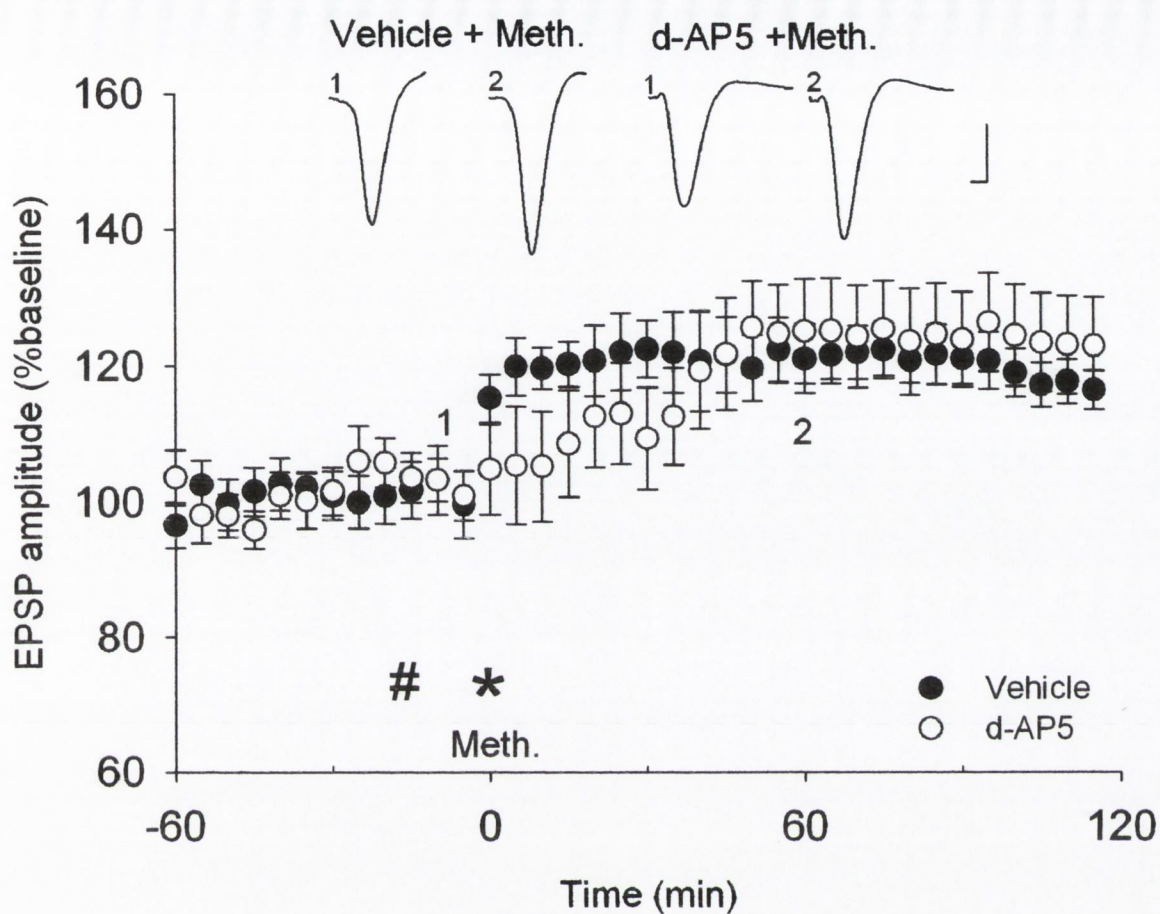 Vehicle + Meth. d-AP5 +Meth.
1 2 1 2
160
140
120
100
80
60
EPSP amplitude (%baseline)
1
2
# *
Meth.
Vehicle
d-AP5
-60 0 60 120
Time (min)